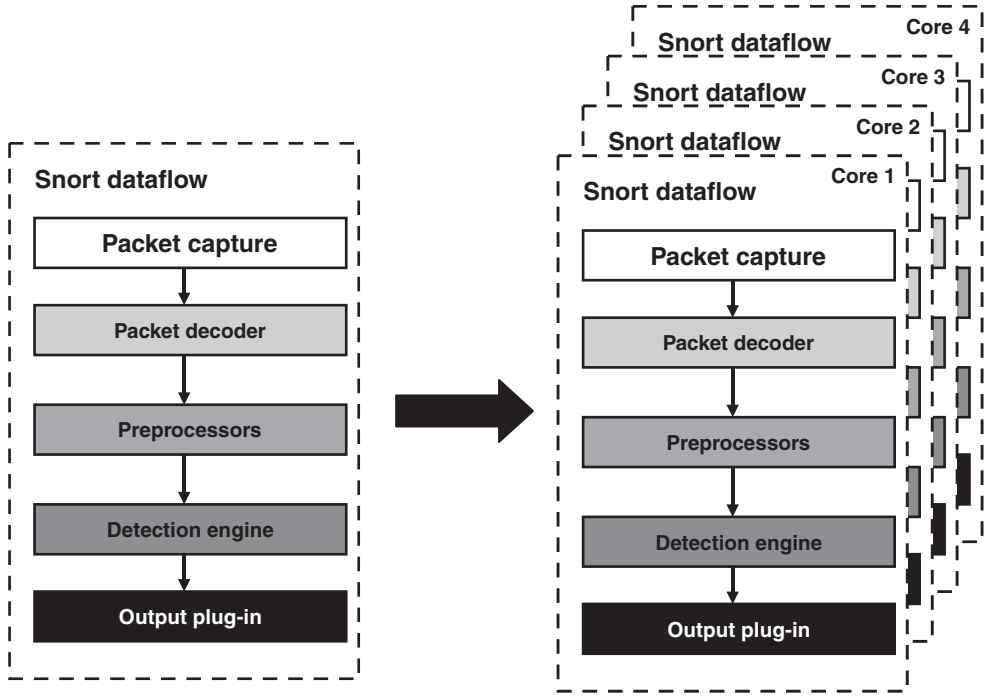 Snort dataflow
Packet capture
Packet decoder
Preprocessors
Detection engine
Output plug-in
Core 4
Snort dataflow
Core 3
Snort dataflow
Core 2
Snort dataflow
Core 1
Snort dataflow
Packet capture
Packet decoder
Preprocessors
Detection engine
Output plug-in